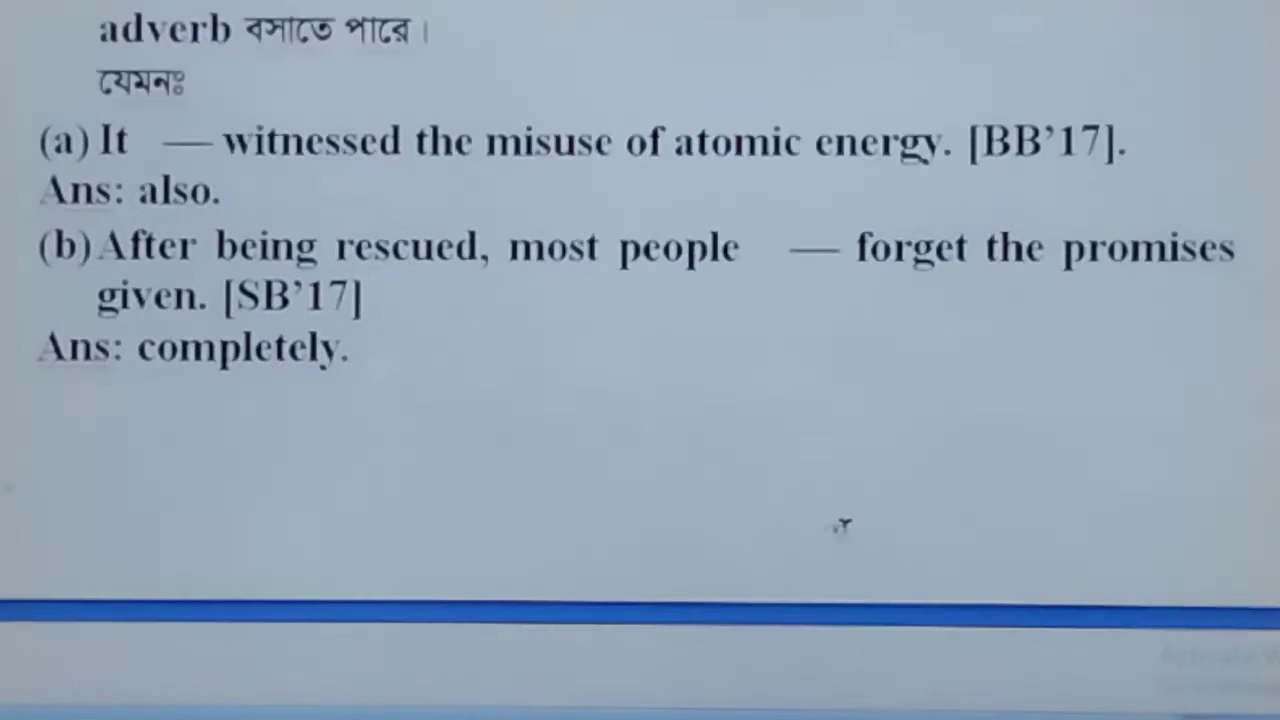 adverb বসাতে পারে।
যেমনঃ
(a) It — witnessed the misuse of atomic energy. [BB’17].
Ans: also.
(b) After being rescued, most people — forget the promises
given. [SB’17]
Ans: completely.